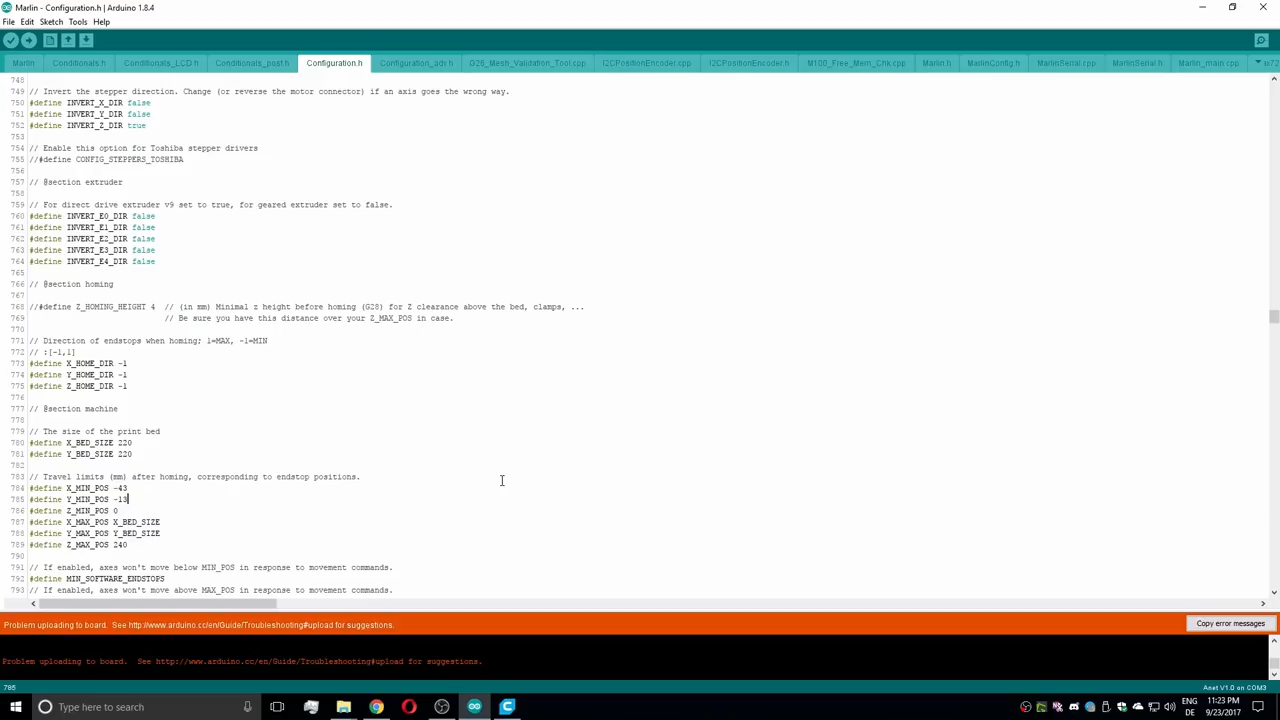 Marlin - Configuration.h | Arduino 1.8.4
File Edit Sketch Tools Help
Marlin Conditionals.h Conditionals_LCD.h Conditionals_post.h Configuration.h Configuration_adv.h G26_Mesh_Validation_Tool.cpp I2CPositionEncoder.cpp I2CPositionEncoder.h M100_Free_Mem_Chk.cpp Marlin.h MarlinConfig.h MarlinSerial.cpp MarlinSerial.h Marlin_main.cpp
748
749 // Invert the stepper direction. Change (or reverse the motor connector) if an axis goes the wrong way.
750 #define INVERT_X_DIR false
751 #define INVERT_Y_DIR false
752 #define INVERT_Z_DIR true
753
754 // Enable this option for Toshiba stepper drivers
755 //#define CONFIG_STEPPERS_TOSHIBA
756
757 // @section extruder
758
759 // For direct drive extruder v9 set to true, for geared extruder set to false.
760 #define INVERT_E0_DIR false
761 #define INVERT_E1_DIR false
762 #define INVERT_E2_DIR false
763 #define INVERT_E3_DIR false
764 #define INVERT_E4_DIR false
765
766 // @section homing
767
768 //#define Z_HOMING_HEIGHT 4 // (in mm) Minimal z height before homing (G28) for Z clearance above the bed, clamps, ...
769 // Be sure you have this distance over your Z_MAX_POS in case.
770
771 // Direction of endstops when homing; 1=MAX, -1=MIN
772 // :[-1,1]
773 #define X_HOME_DIR -1
774 #define Y_HOME_DIR -1
775 #define Z_HOME_DIR -1
776
777 // @section machine
778
779 // The size of the print bed
780 #define X_BED_SIZE 220
781 #define Y_BED_SIZE 220
782
783 // Travel limits (mm) after homing, corresponding to endstop positions.
784 #define X_MIN_POS -43
785 #define Y_MIN_POS -13
786 #define Z_MIN_POS 0
787 #define X_MAX_POS X_BED_SIZE
788 #define Y_MAX_POS Y_BED_SIZE
789 #define Z_MAX_POS 240
790
791 // If enabled, axes won't move below MIN_POS in response to movement commands.
792 #define MIN_SOFTWARE_ENDSTOPS
793 // If enabled, axes won't move above MAX_POS in response to movement commands.
Problem uploading to board. See http://www.arduino.cc/en/Guide/Troubleshooting#upload for suggestions.
Copy error messages
Problem uploading to board. See http://www.arduino.cc/en/Guide/Troubleshooting#upload for suggestions.
785
Anet V1.0 on COM3
Type here to search
ENG
DE
11:23 PM
9/23/2017